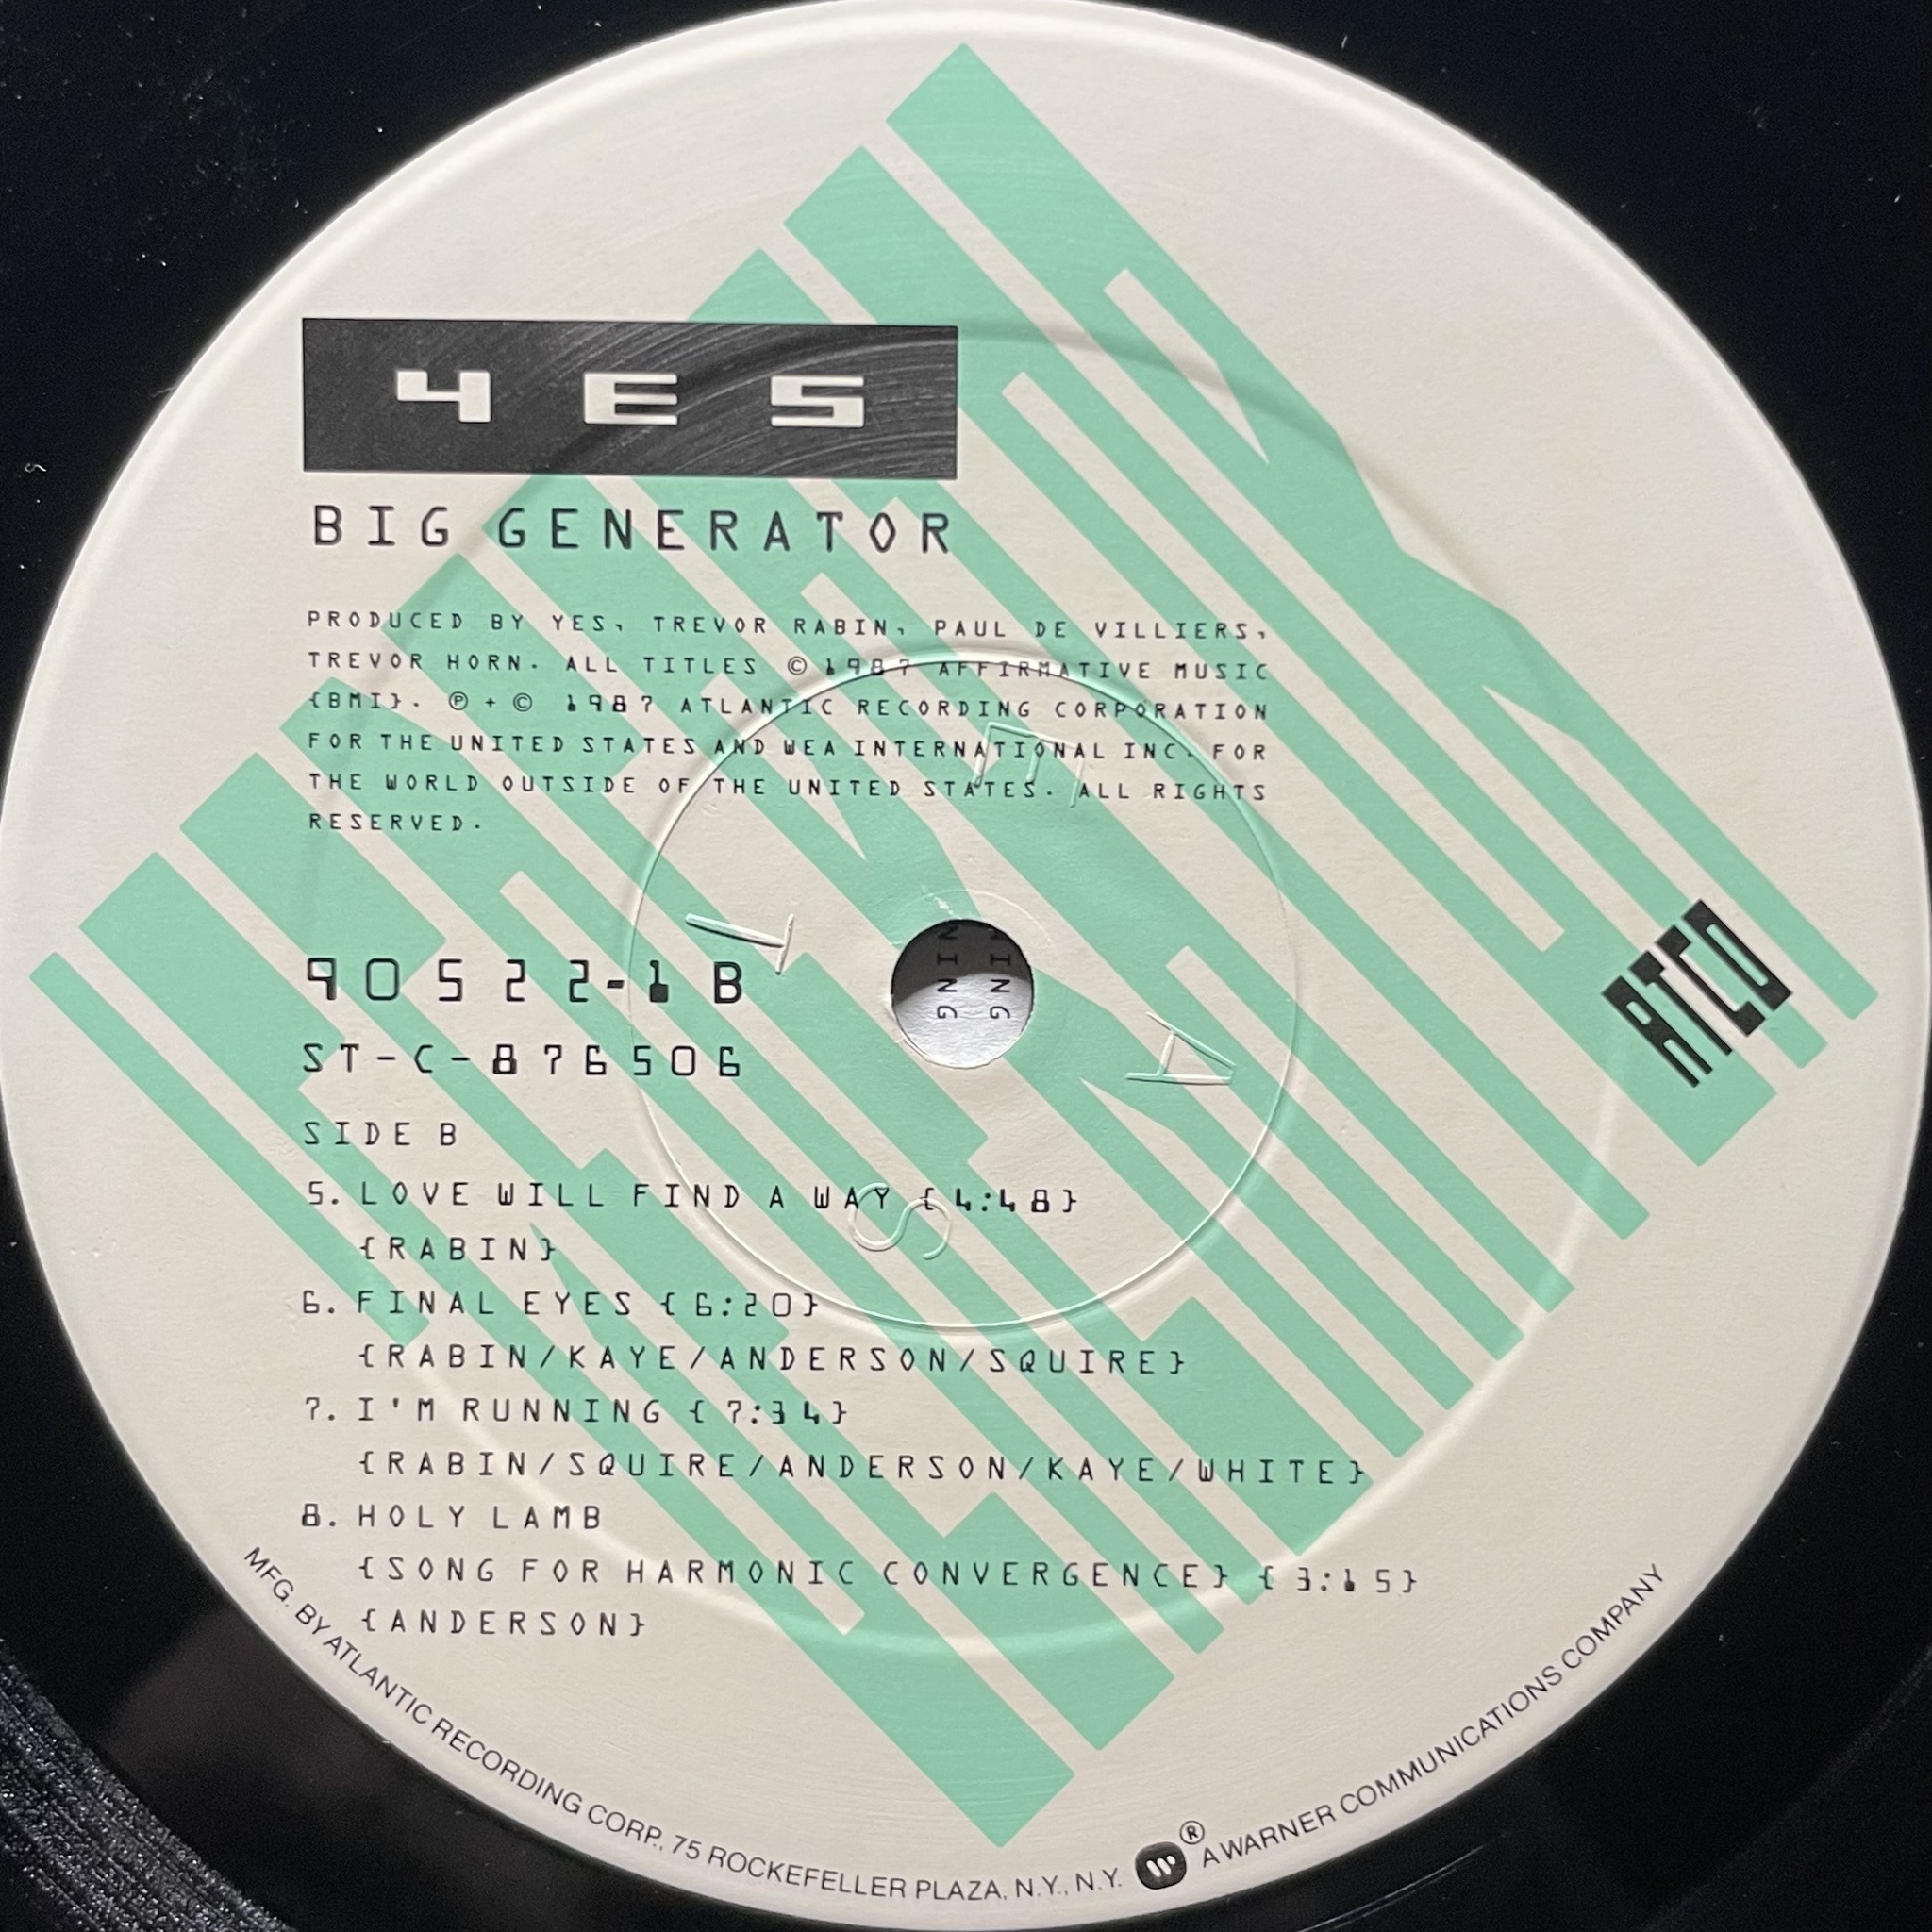 YES
BIG GENERATOR
PRODUCED BY YES, TREVOR RABIN, PAUL DE VILLIERS,
TREVOR HORN. ALL TITLES © 1987 AFFIRMATIVE MUSIC
{BMI}. ℗ + © 1987 ATLANTIC RECORDING CORPORATION
FOR THE UNITED STATES AND WEA INTERNATIONAL INC. FOR
THE WORLD OUTSIDE OF THE UNITED STATES. ALL RIGHTS
RESERVED.
ATCO
90522-1 B
ST-C-876506
SIDE B
5. LOVE WILL FIND A WAY {4:48}
{RABIN}
6. FINAL EYES {6:20}
{RABIN/KAYE/ANDERSON/SQUIRE}
7. I'M RUNNING {7:34}
{RABIN/SQUIRE/ANDERSON/KAYE/WHITE}
8. HOLY LAMB
{SONG FOR HARMONIC CONVERGENCE} {3:15}
{ANDERSON}
MFG. BY ATLANTIC RECORDING CORP., 75 ROCKEFELLER PLAZA, N.Y., N.Y. ® A WARNER COMMUNICATIONS COMPANY